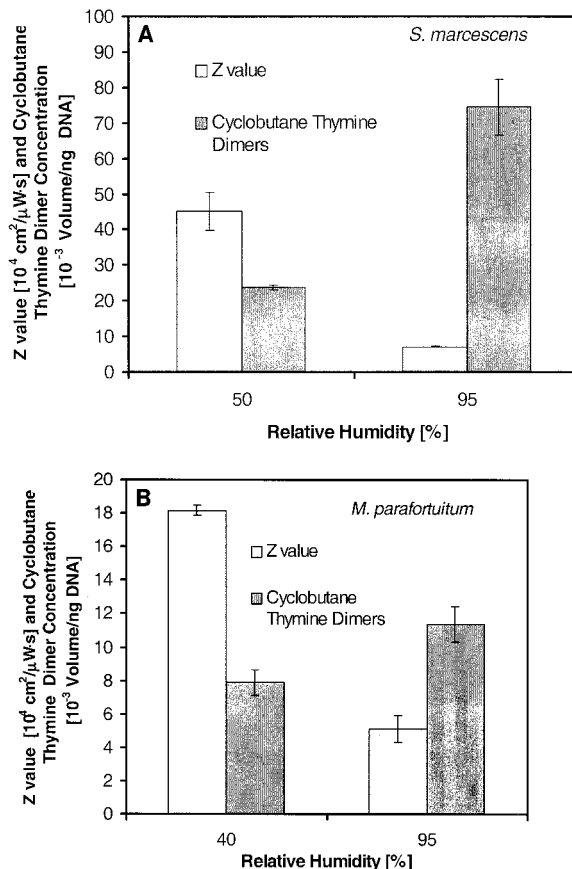 A
S. marcescens
Z value
Cyclobutane Thymine
Dimers
Z value [10⁴ cm²/µW·s] and Cyclobutane
Thymine Dimer Concentration
[10⁻³ Volume/ng DNA]
100
90
80
70
60
50
40
30
20
10
0
50
95
Relative Humidity [%]
B
M. parafortuitum
Z value
Cyclobutane
Thymine Dimers
Z value [10⁴ cm²/µW·s] and Cyclobutane
Thymine Dimer Concentration
[10⁻³ Volume/ng DNA]
20
18
16
14
12
10
8
6
4
2
0
40
95
Relative Humidity [%]